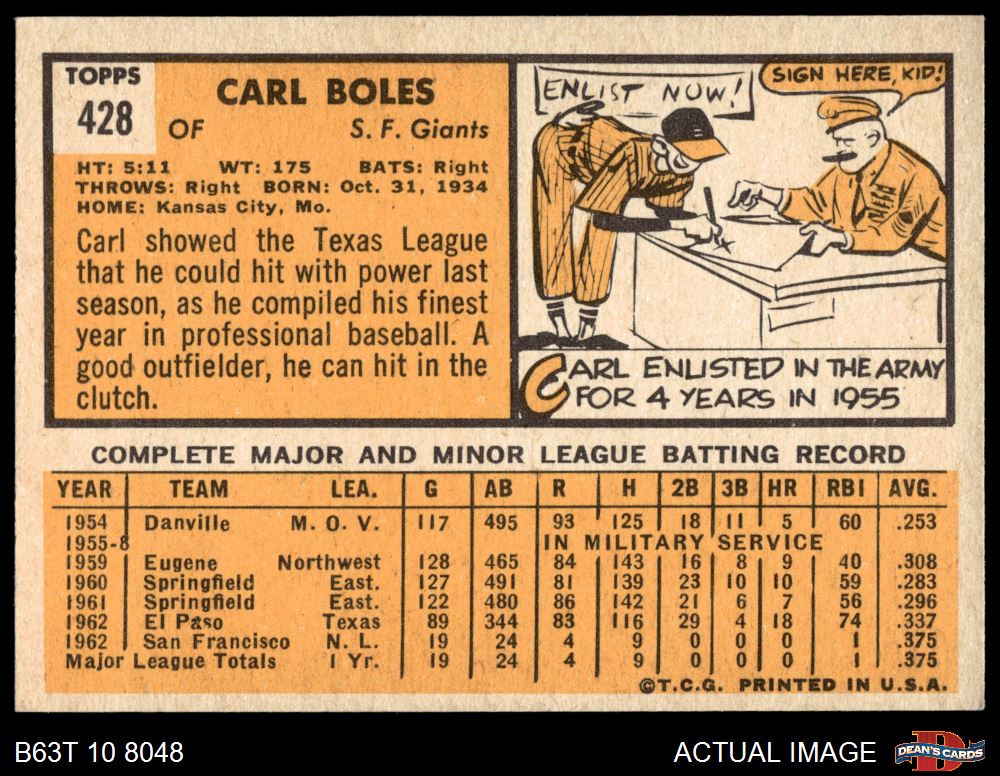 TOPPS
428
CARL BOLES
OF S. F. Giants
HT: 5:11 WT: 175 BATS: Right
THROWS: Right BORN: Oct. 31, 1934
HOME: Kansas City, Mo.
Carl showed the Texas League
that he could hit with power last
season, as he compiled his finest
year in professional baseball. A
good outfielder, he can hit in the
clutch.
ENLIST NOW!
SIGN HERE, KID!
CARL ENLISTED IN THE ARMY
FOR 4 YEARS IN 1955
COMPLETE MAJOR AND MINOR LEAGUE BATTING RECORD
YEAR TEAM LEA. G AB R H 2B 3B HR RBI AVG.
1954 Danville M. O. V. 117 495 93 125 18 11 5 60 .253
1955-8 IN MILITARY SERVICE
1959 Eugene Northwest 128 465 84 143 16 8 9 40 .308
1960 Springfield East. 127 491 81 139 23 10 10 59 .283
1961 Springfield East. 122 480 86 142 21 6 7 56 .296
1962 El Paso Texas 89 344 83 116 29 4 18 74 .337
1962 San Francisco N. L. 19 24 4 9 0 0 0 1 .375
Major League Totals 1 Yr. 19 24 4 9 0 0 0 1 .375
©T.C.G. PRINTED IN U.S.A.
B63T 10 8048
ACTUAL IMAGE
DEAN'S CARDS